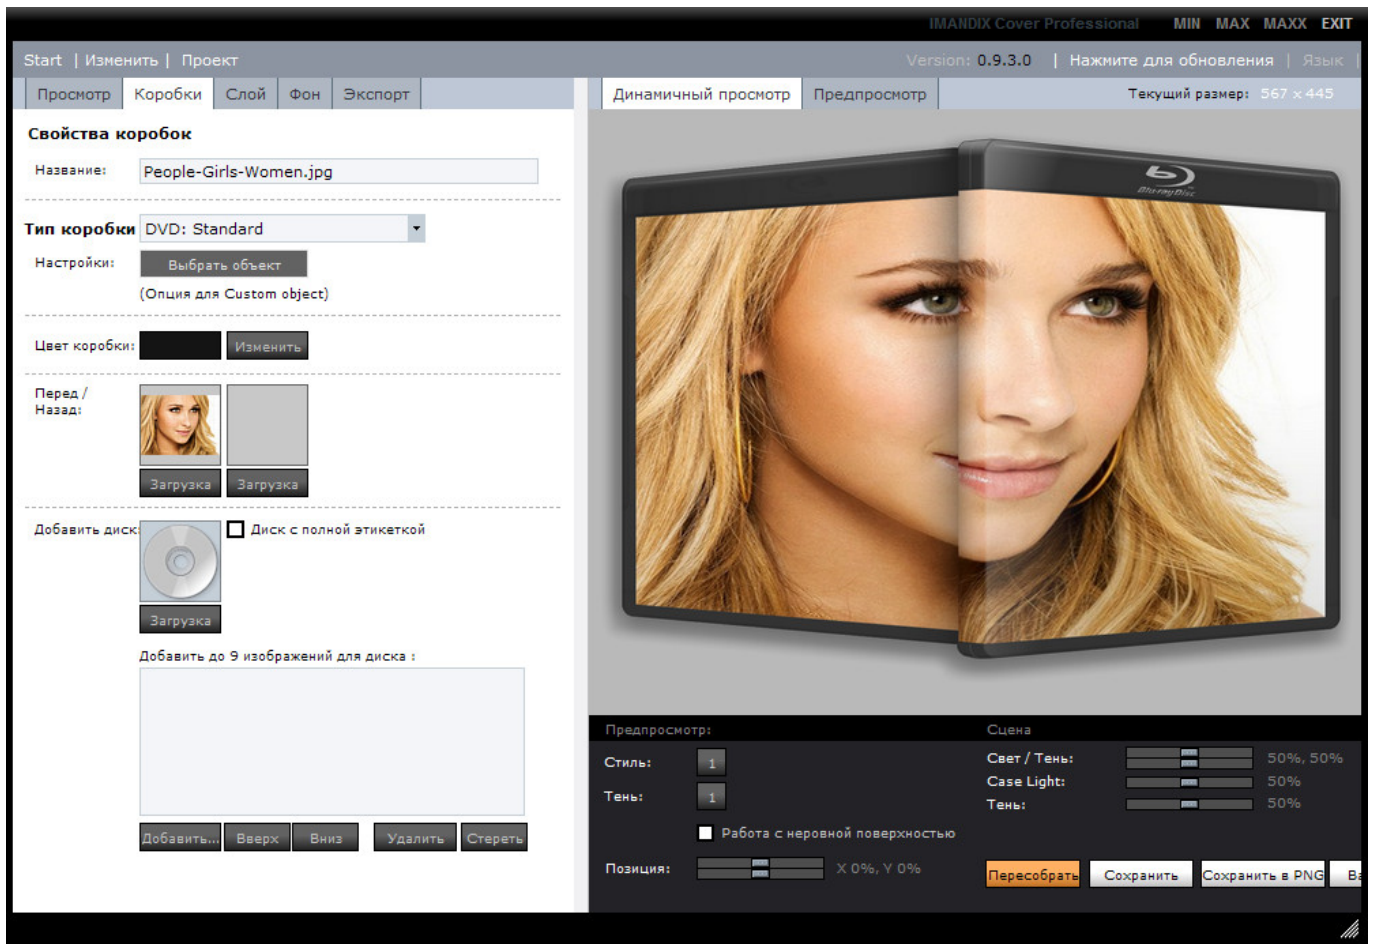 IMANDIX Cover Professional MIN MAX MAXX EXIT
Start | Изменить | Проект
Version: 0.9.3.0 | Нажмите для обновления | Язык |
Просмотр Коробки Слой Фон Экспорт
Динамичный просмотр Предпросмотр Текущий размер: 567 x 445
Свойства коробок
Название: People-Girls-Women.jpg
Тип коробки DVD: Standard
Настройки: Выбрать объект
(Опция для Custom object)
Цвет коробки: Изменить
Перед /
Назад:
Загрузка Загрузка
Добавить диск: Диск с полной этикеткой
Загрузка
Добавить до 9 изображений для диска :
Добавить... Вверх Вниз Удалить Стереть
Blu-ray Disc
Предпросмотр: Сцена
Стиль: 1
Тень: 1
Работа с неровной поверхностью
Позиция: X 0%, Y 0%
Свет / Тень: 50%, 50%
Case Light: 50%
Тень: 50%
Пересобрать Сохранить Сохранить в PNG